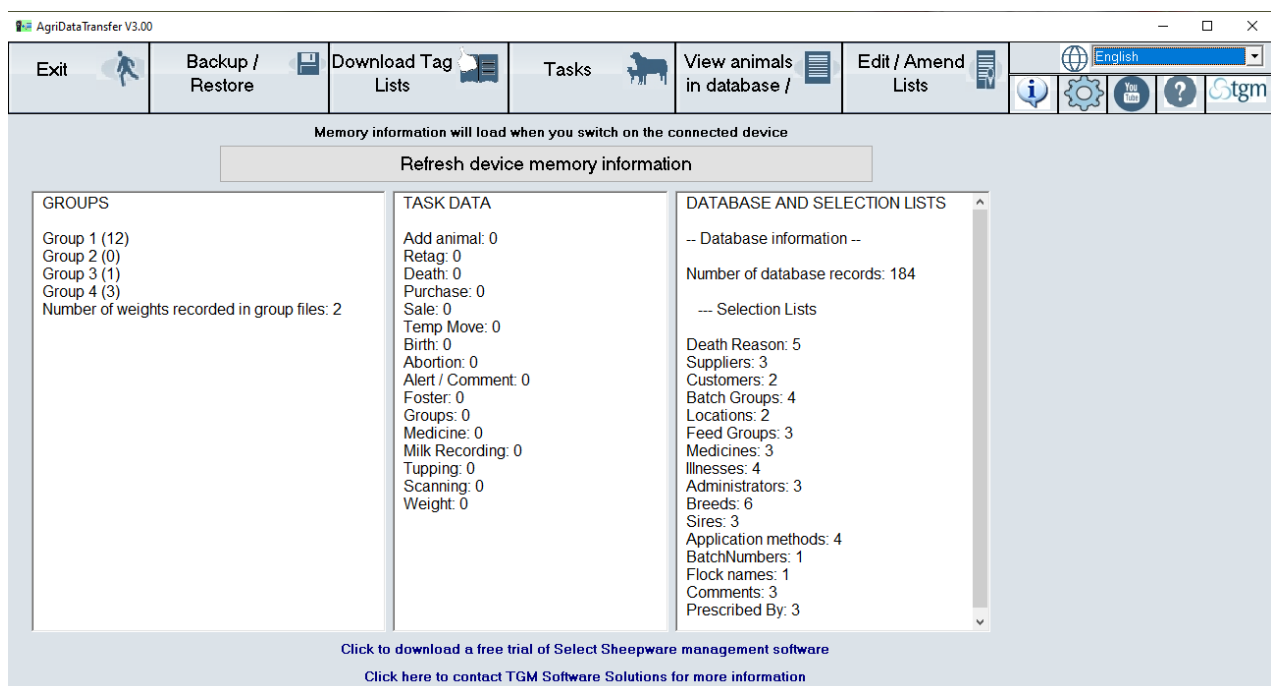 AgriDataTransfer V3.00
Exit
Backup /
Restore
Download Tag
Lists
Tasks
View animals
in database /
Edit / Amend
Lists
English
i
You
Tube
?
tgm
Memory information will load when you switch on the connected device
Refresh device memory information
GROUPS
Group 1 (12)
Group 2 (0)
Group 3 (1)
Group 4 (3)
Number of weights recorded in group files: 2
TASK DATA
Add animal: 0
Retag: 0
Death: 0
Purchase: 0
Sale: 0
Temp Move: 0
Birth: 0
Abortion: 0
Alert / Comment: 0
Foster: 0
Groups: 0
Medicine: 0
Milk Recording: 0
Tupping: 0
Scanning: 0
Weight: 0
DATABASE AND SELECTION LISTS
-- Database information --
Number of database records: 184
--- Selection Lists
Death Reason: 5
Suppliers: 3
Customers: 2
Batch Groups: 4
Locations: 2
Feed Groups: 3
Medicines: 3
Illnesses: 4
Administrators: 3
Breeds: 6
Sires: 3
Application methods: 4
BatchNumbers: 1
Flock names: 1
Comments: 3
Prescribed By: 3
Click to download a free trial of Select Sheepware management software
Click here to contact TGM Software Solutions for more information